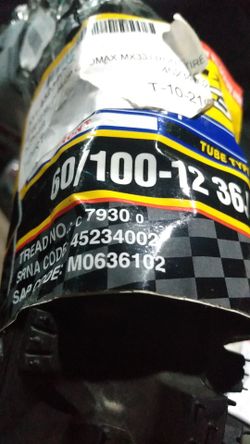 T-10-21
TUBE TYPE
60/100-12 36
TREAD NO.: C 7930 0
SRNA CODE: 45234002
SAP CODE: M0636102